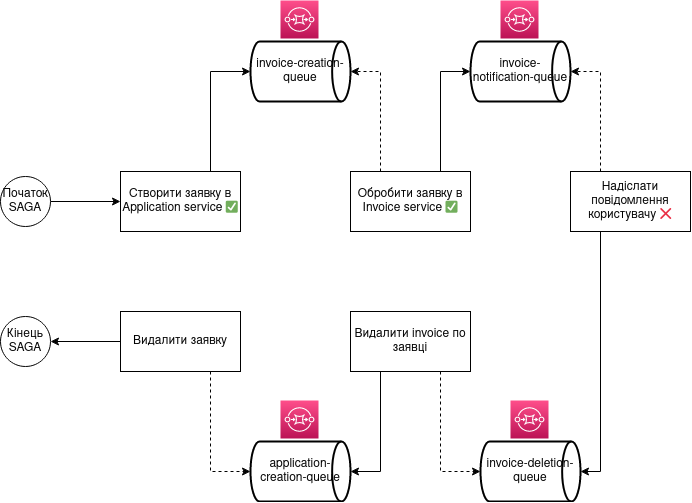 invoice-creation-
queue
invoice-
notification-queue
Початок
SAGA
Створити заявку в
Application service ✅
Обробити заявку в
Invoice service ✅
Надіслати
повідомлення
користувачу ❌
Кінець
SAGA
Видалити заявку
Видалити invoice по
заявці
application-
creation-queue
invoice-deletion-
queue